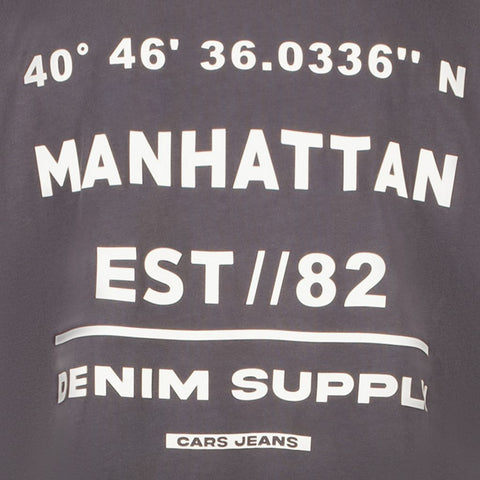 40° 46' 36.0336" N
MANHATTAN
EST//82
DENIM SUPPLY
CARS JEANS